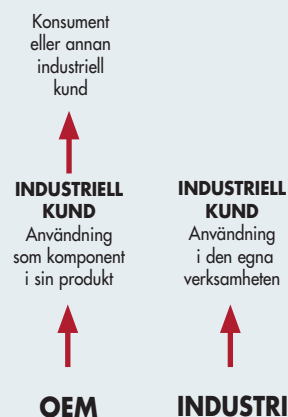 Konsument
eller annan
industriell
kund
INDUSTRIELL
KUND
Användning
som komponent
i sin produkt
INDUSTRIELL
KUND
Användning
i den egna
verksamheten
OEM
INDUSTRI